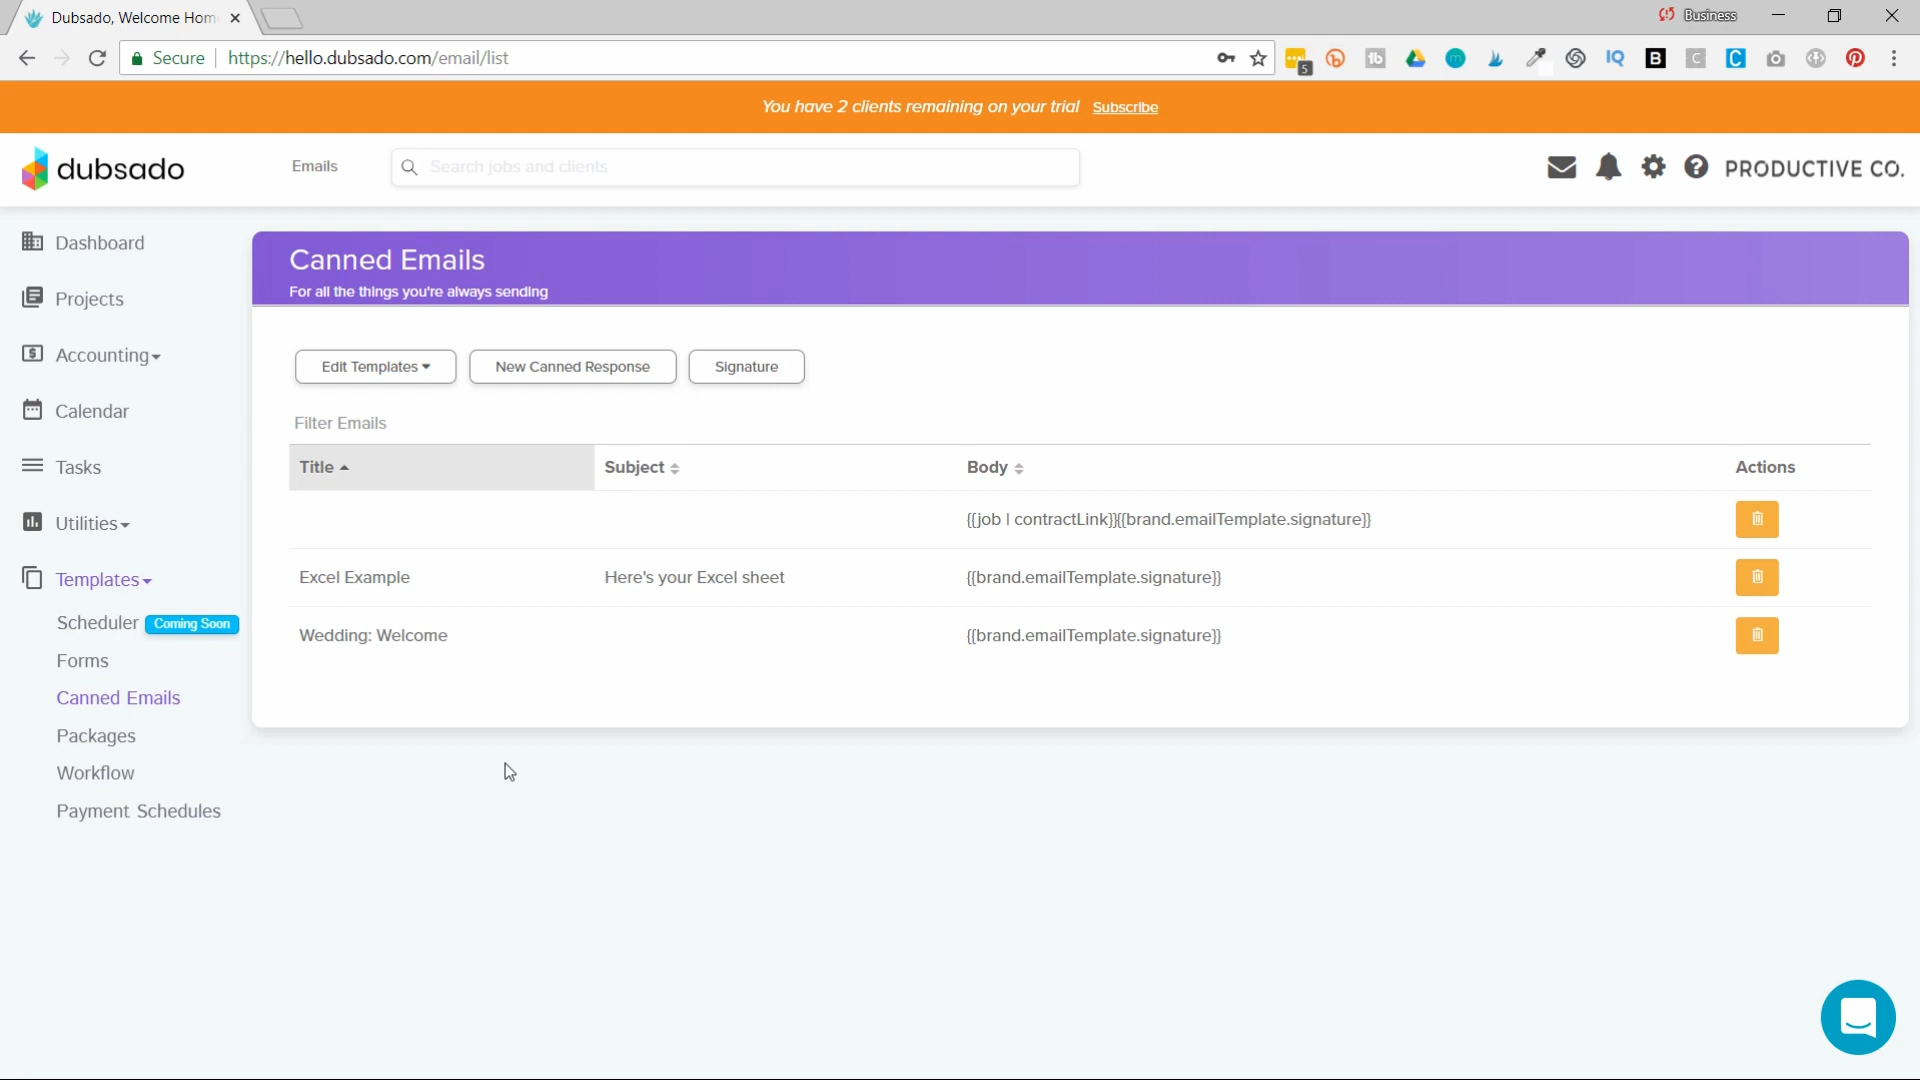 Dubsado, Welcome Hom
Business
Secure
https://hello.dubsado.com/email/list
5
You have 2 clients remaining on your trial Subscribe
dubsado
Emails
Search jobs and clients
PRODUCTIVE CO.
Dashboard
Projects
Accounting
Calendar
Tasks
Utilities
Templates
Scheduler Coming Soon
Forms
Canned Emails
Packages
Workflow
Payment Schedules
Canned Emails
For all the things you're always sending
Edit Templates New Canned Response Signature
Filter Emails
Title Subject Body Actions
{{job | contractLink}}{{brand.emailTemplate.signature}}
Excel Example Here's your Excel sheet {{brand.emailTemplate.signature}}
Wedding: Welcome {{brand.emailTemplate.signature}}